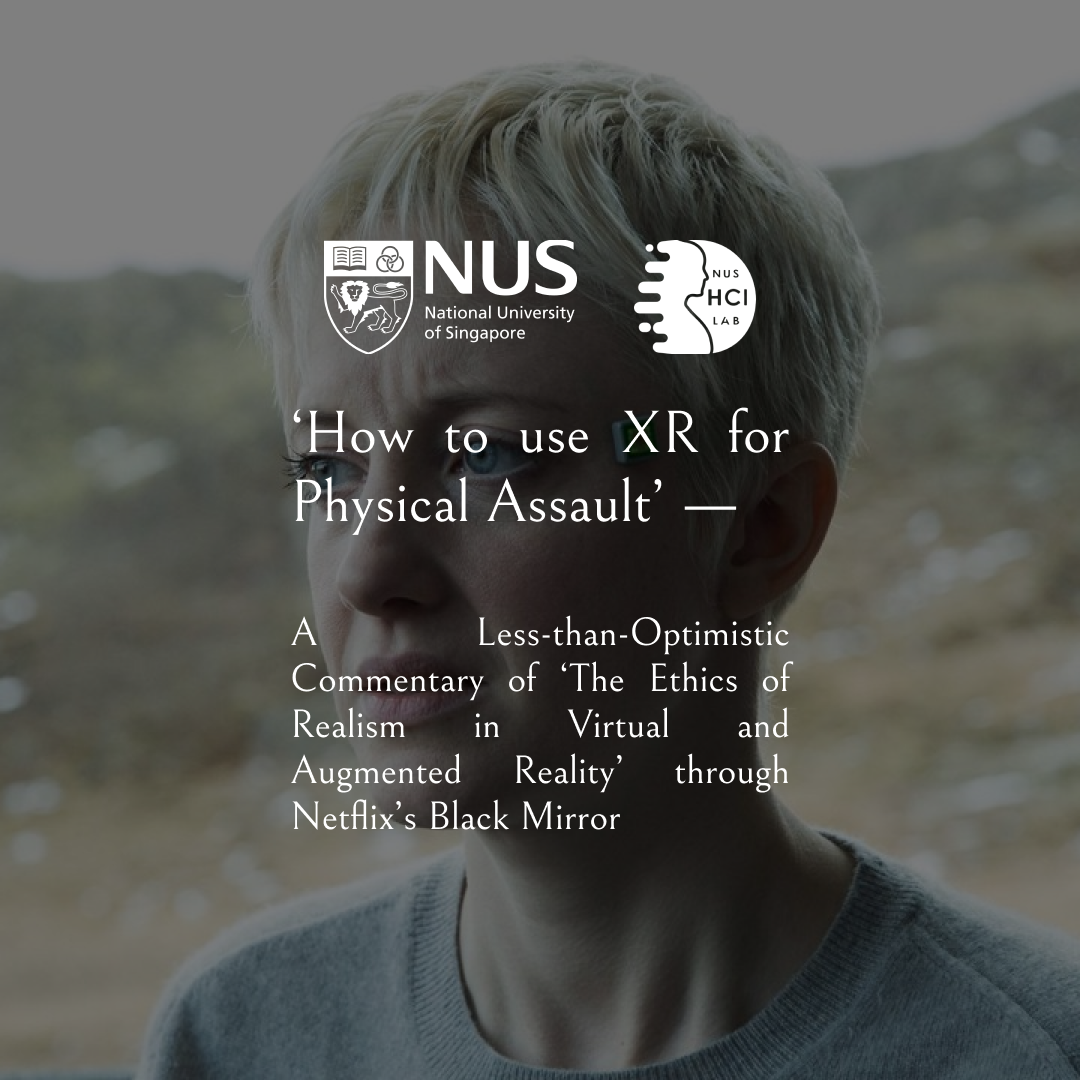 NUS
National University
of Singapore
NUS
HCI
LAB
‘How to use XR for
Physical Assault’ —
A Less-than-Optimistic
Commentary of ‘The Ethics of
Realism in Virtual and
Augmented Reality’ through
Netflix’s Black Mirror